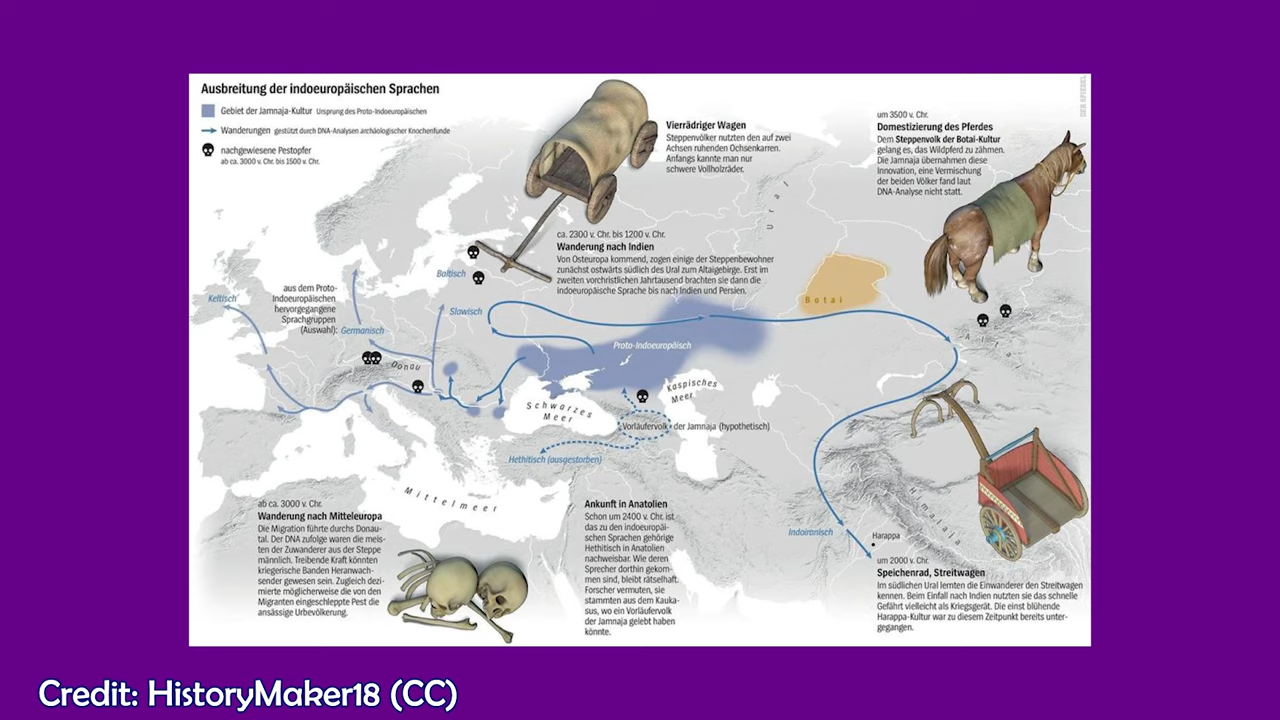 Ausbreitung der indoeuropäischen Sprachen
Gebiet der Jamnaja-Kultur Ursprung des Proto-Indoeuropäischen
Wanderungen gestützt durch DNA-Analysen archäologischer Knochenfunde
nachgewiesene Pestopfer
ab ca. 3000 v. Chr. bis 1500 v. Chr.
Vierrädriger Wagen
Steppenvölker nutzten den auf zwei
Achsen ruhenden Ochsenkarren.
Anfangs kannte man nur
schwere Vollholzräder.
um 3500 v. Chr.
Domestizierung des Pferdes
Dem Steppenvolk der Botai-Kultur
gelang es, das Wildpferd zu zähmen.
Die Jamnaja übernahmen diese
Innovation, eine Vermischung
der beiden Völker fand laut
DNA-Analyse nicht statt.
DER SPIEGEL
Ural
ca. 2300 v. Chr. bis 1200 v. Chr.
Wanderung nach Indien
Von Osteuropa kommend, zogen einige der Steppenbewohner
zunächst ostwärts südlich des Ural zum Altaigebirge. Erst im
zweiten vorchristlichen Jahrtausend brachten sie dann die
indoeuropäische Sprache bis nach Indien und Persien.
Baltisch
Keltisch
aus dem Proto-
Indoeuropäischen
hervorgegangene
Sprachgruppen
(Auswahl):
Germanisch
Slawisch
Botai
Altai
Proto-Indoeuropäisch
Donau
Kaspisches
Meer
Schwarzes
Meer
Vorläufervolk der Jamnaja (hypothetisch)
Hethitisch (ausgestorben)
Mittelmeer
Himalaja
Indoiranisch
Harappa
ab ca. 3000 v. Chr.
Wanderung nach Mitteleuropa
Die Migration führte durchs Donau-
tal. Der DNA zufolge waren die meis-
ten der Zuwanderer aus der Steppe
männlich. Treibende Kraft könnten
kriegerische Banden Heranwach-
sender gewesen sein. Zugleich dezi-
mierte möglicherweise die von den
Migranten eingeschleppte Pest die
ansässige Urbevölkerung.
Ankunft in Anatolien
Schon um 2400 v. Chr. ist
das zu den indoeuropäi-
schen Sprachen gehörige
Hethitisch in Anatolien
nachweisbar. Wie deren
Sprecher dorthin gekom-
men sind, bleibt rätselhaft.
Forscher vermuten, sie
stammten aus dem Kauka-
sus, wo ein Vorläufervolk
der Jamnaja gelebt haben
könnte.
um 2000 v. Chr.
Speichenrad, Streitwagen
Im südlichen Ural lernten die Einwanderer den Streitwagen
kennen. Beim Einfall nach Indien nutzten sie das schnelle
Gefährt vielleicht als Kriegsgerät. Die einst blühende
Harappa-Kultur war zu diesem Zeitpunkt bereits unter-
gegangen.
Credit: HistoryMaker18 (CC)